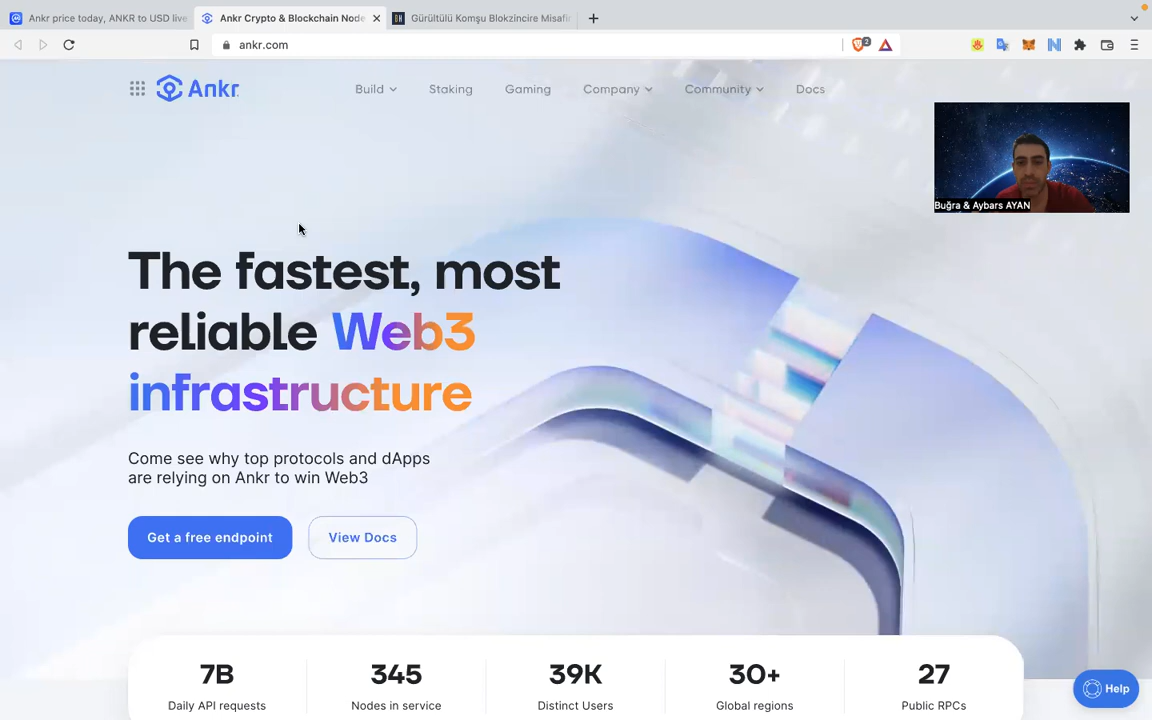 Ankr price today, ANKR to USD live
Ankr Crypto & Blockchain Node
Gürültülü Komşu Blokzincire Misafir
ankr.com
2
Ankr
Build
Staking
Gaming
Company
Community
Docs
Buğra & Aybars AYAN
The fastest, most
reliable Web3
infrastructure
Come see why top protocols and dApps
are relying on Ankr to win Web3
Get a free endpoint
View Docs
7B
345
39K
30+
27
Daily API requests
Nodes in service
Distinct Users
Global regions
Public RPCs
Help